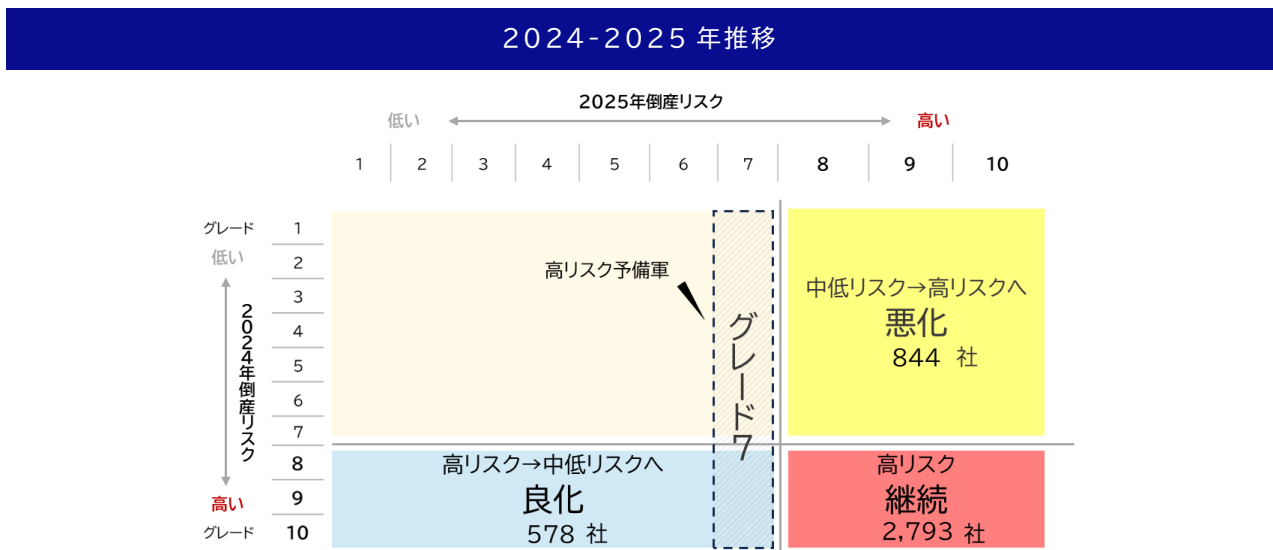 2024-2025 年推移
2025年倒産リスク
低い
高い
1 2 3 4 5 6 7 8 9 10
グレード 1
低い 2
3
4
5
6
7
8
高い 9
グレード 10
2024年倒産リスク
高リスク予備軍
グレード7
中低リスク→高リスクへ
悪化
844 社
高リスク→中低リスクへ
良化
578 社
高リスク
継続
2,793 社